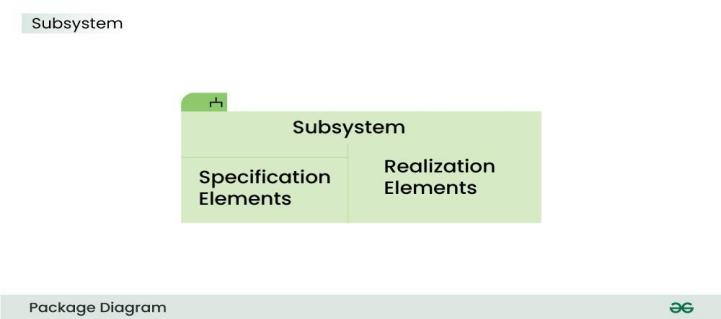 Subsystem
Subsystem
Specification
Elements
Realization
Elements
Package Diagram